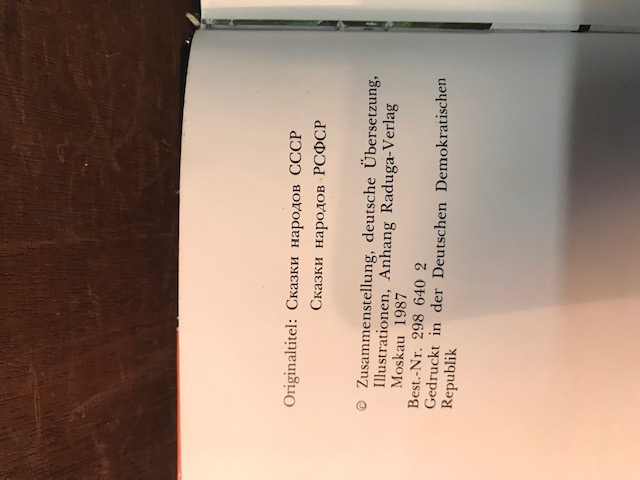 Originaltitel: Сказки народов СССР
Сказки народов РСФСР
© Zusammenstellung, deutsche Übersetzung,
Illustrationen, Anhang Raduga-Verlag
Moskau 1987
Best.-Nr. 298 640 2
Gedruckt in der Deutschen Demokratischen
Republik